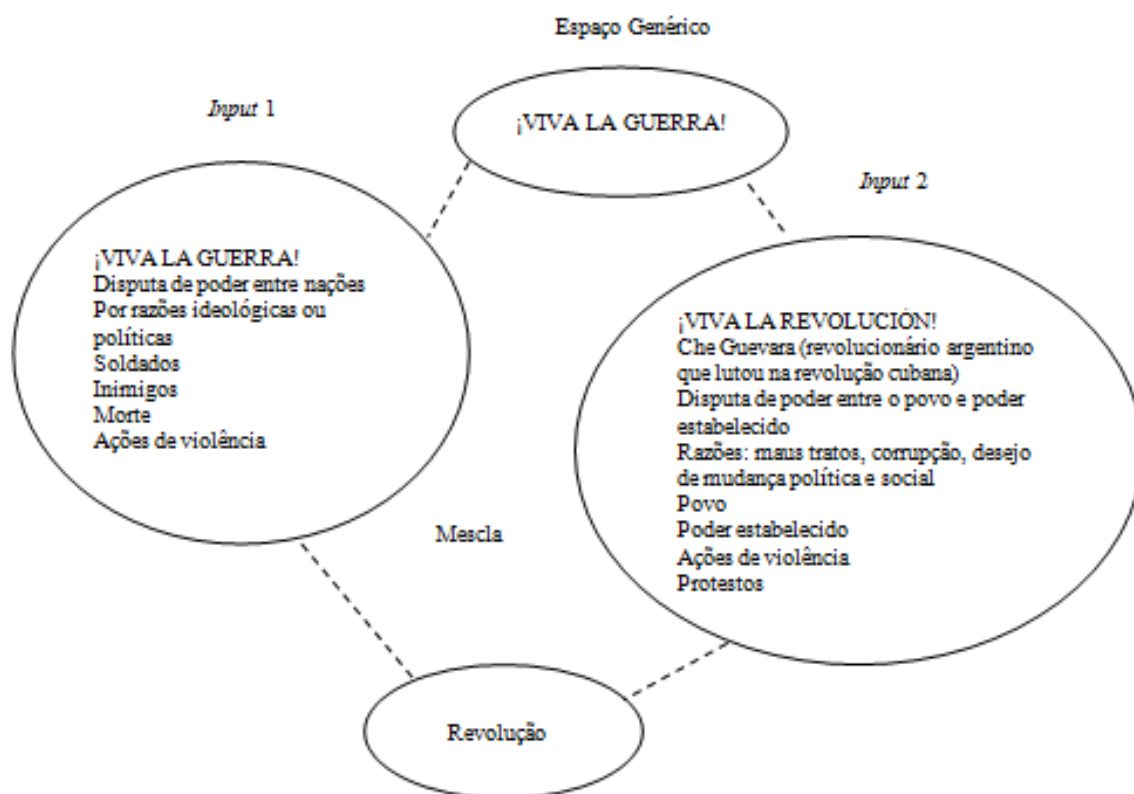 Espaço Genérico
¡VIVA LA GUERRA!
Input 1
¡VIVA LA GUERRA!
Disputa de poder entre nações
Por razões ideológicas ou
políticas
Soldados
Inimigos
Morte
Ações de violência
Input 2
¡VIVA LA REVOLUCIÓN!
Che Guevara (revolucionário argentino
que lutou na revolução cubana)
Disputa de poder entre o povo e poder
estabelecido
Razões: maus tratos, corrupção, desejo
de mudança política e social
Povo
Poder estabelecido
Ações de violência
Protestos
Mescla
Revolução